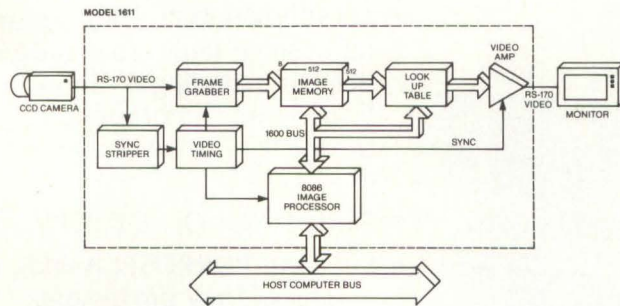 MODEL 1611
CCD CAMERA
RS-170 VIDEO
FRAME
GRABBER
8
512
512
IMAGE
MEMORY
LOOK
UP
TABLE
VIDEO
AMP
RS-170
VIDEO
MONITOR
SYNC
STRIPPER
VIDEO
TIMING
1600 BUS
SYNC
8086
IMAGE
PROCESSOR
HOST COMPUTER BUS